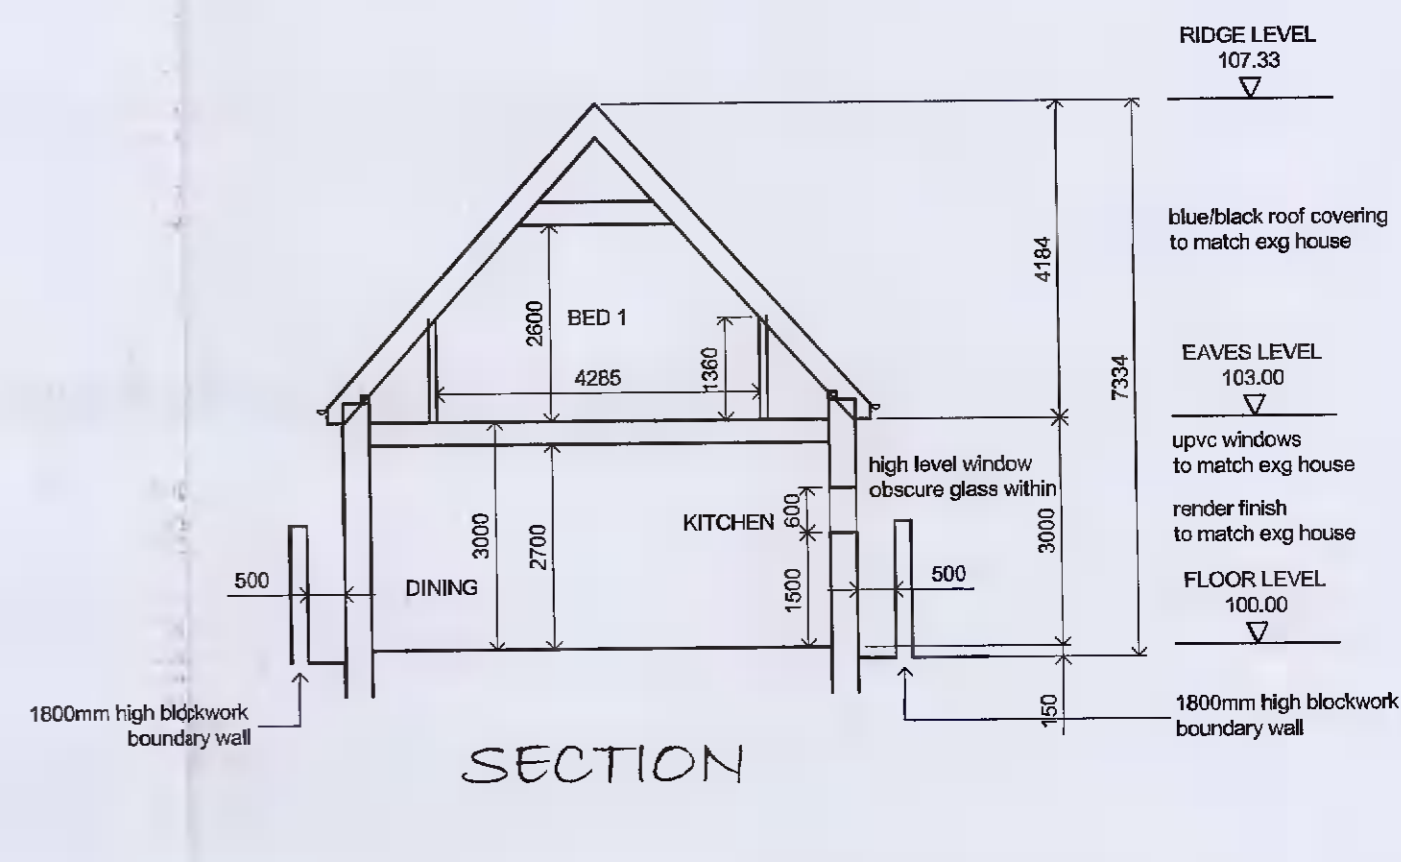 RIDGE LEVEL
107.33
blue/black roof covering
to match exg house
4184
2600
BED 1
1360
4285
7334
EAVES LEVEL
103.00
upvc windows
to match exg house
high level window
obscure glass within
600
KITCHEN
3000
2700
3000
render finish
to match exg house
500
DINING
1500
500
FLOOR LEVEL
100.00
1800mm high blockwork
boundary wall
150
1800mm high blockwork
boundary wall
SECTION